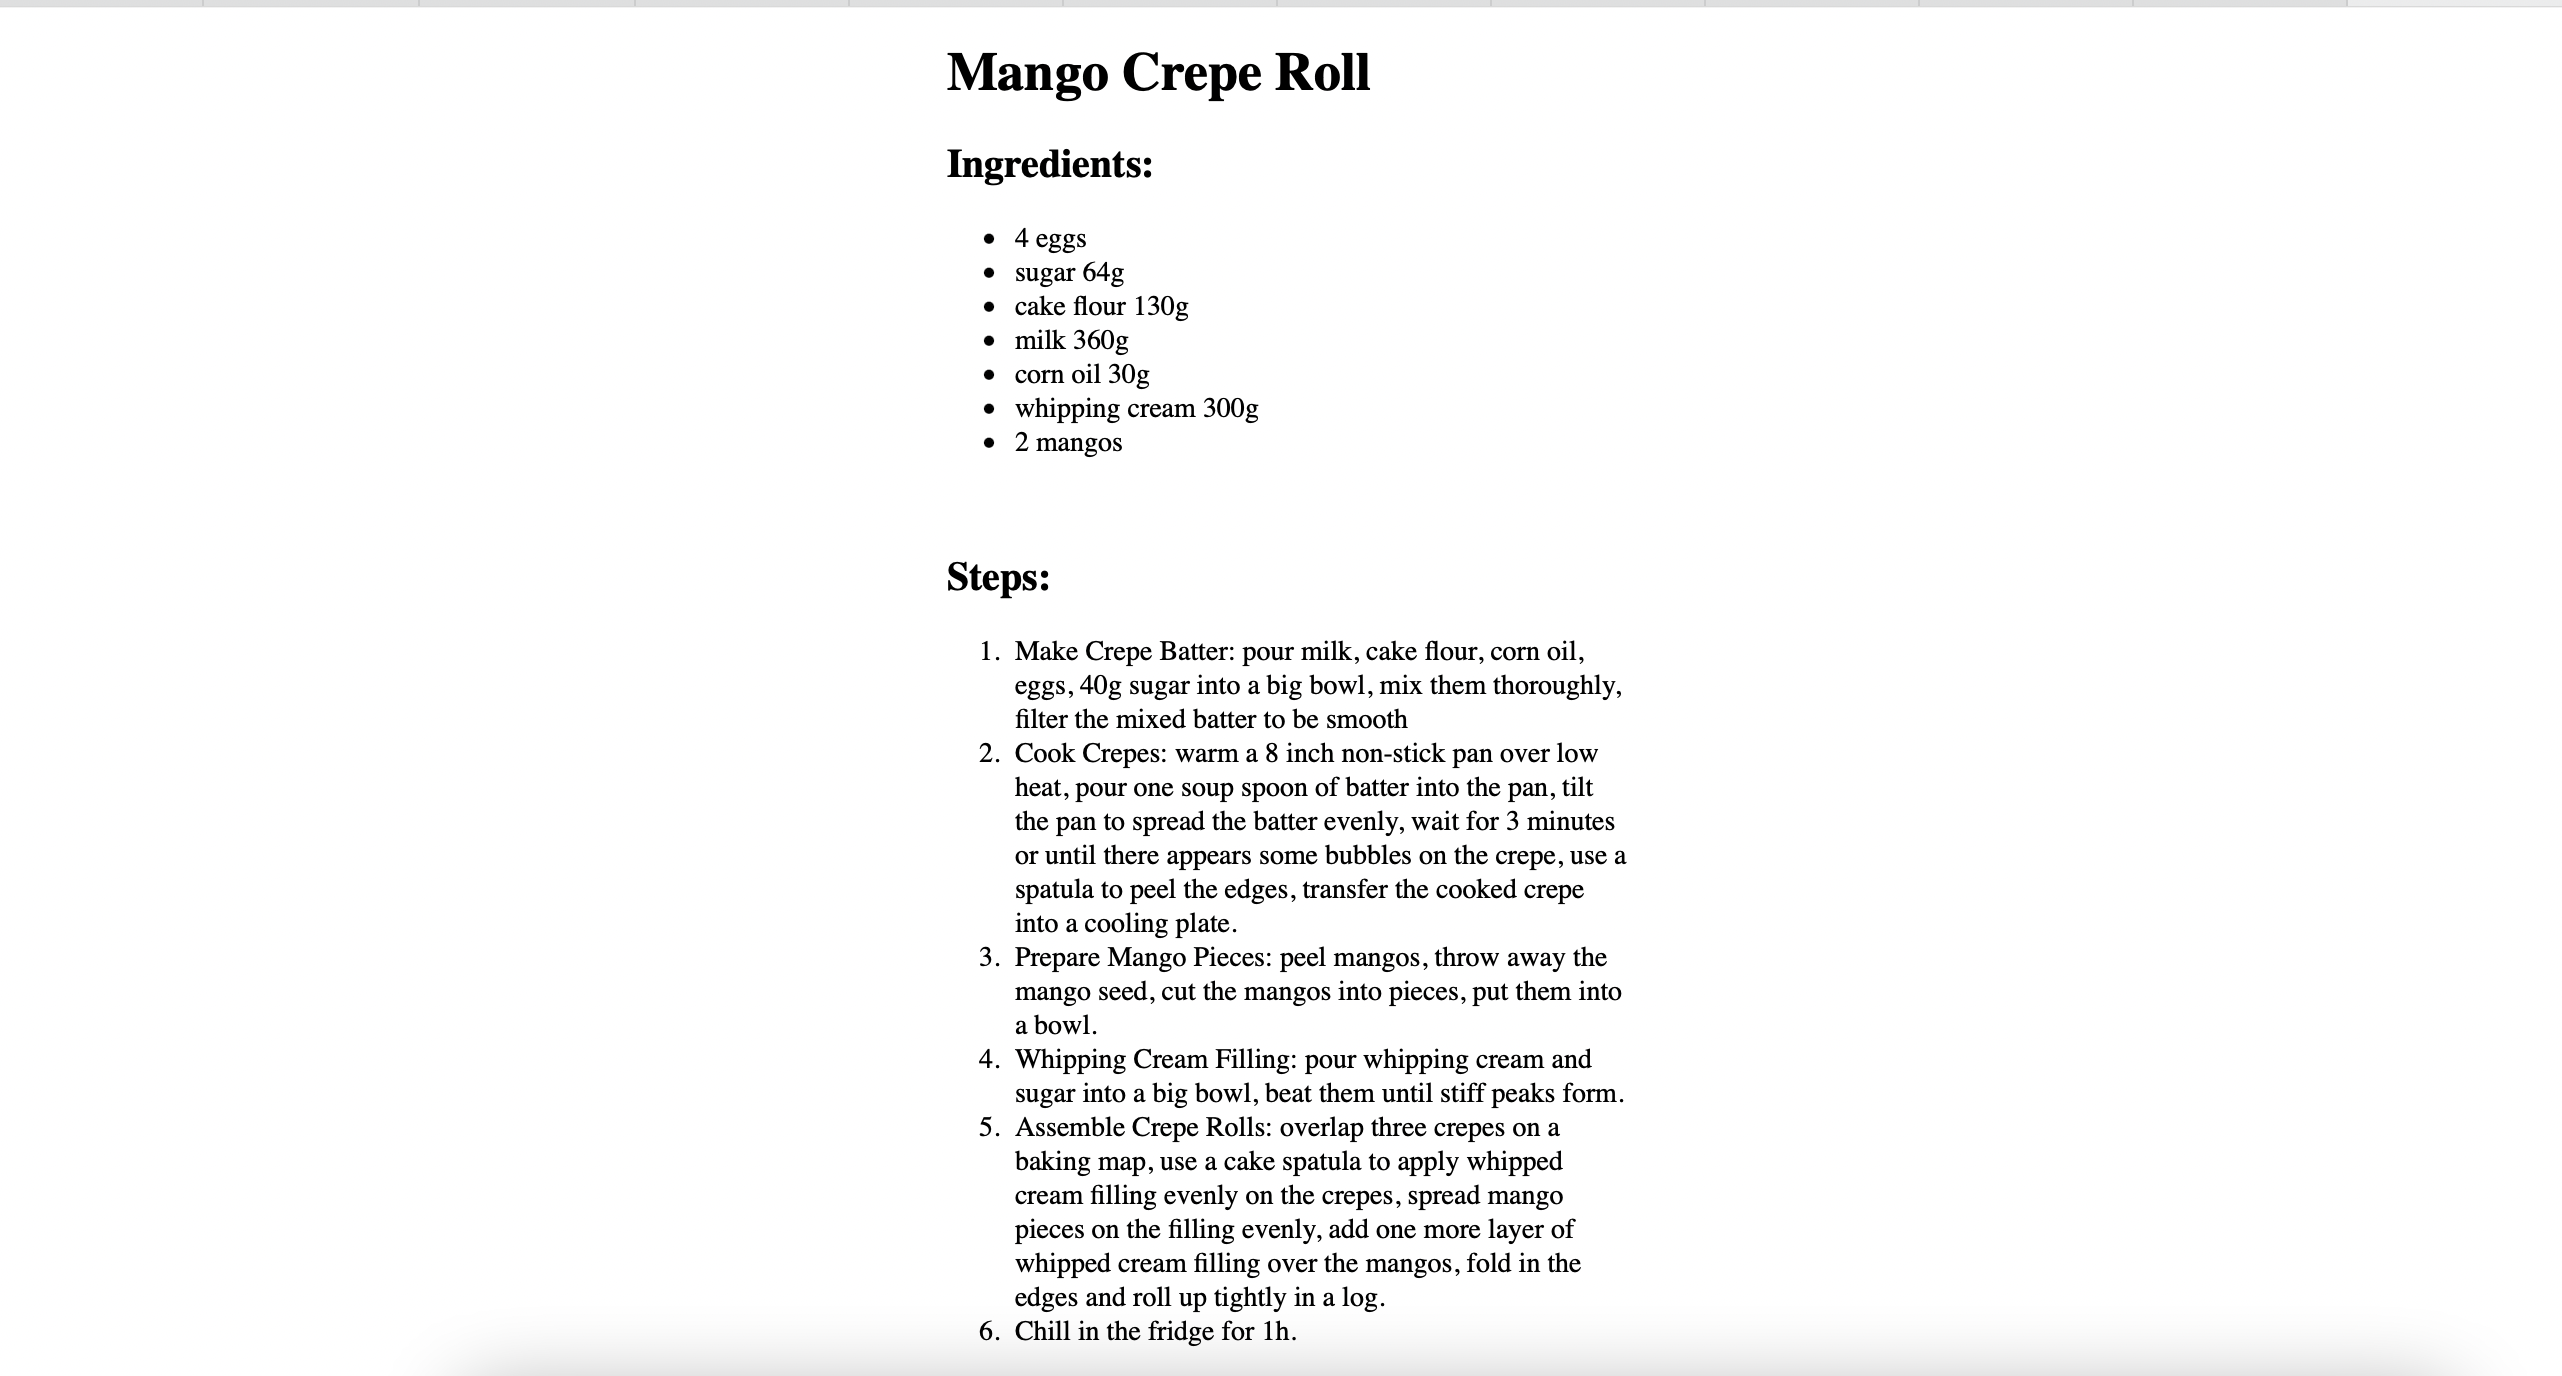 Mango Crepe Roll
Ingredients:
• 4 eggs
• sugar 64g
• cake flour 130g
• milk 360g
• corn oil 30g
• whipping cream 300g
• 2 mangos
Steps:
1. Make Crepe Batter: pour milk, cake flour, corn oil,
eggs, 40g sugar into a big bowl, mix them thoroughly,
filter the mixed batter to be smooth
2. Cook Crepes: warm a 8 inch non-stick pan over low
heat, pour one soup spoon of batter into the pan, tilt
the pan to spread the batter evenly, wait for 3 minutes
or until there appears some bubbles on the crepe, use a
spatula to peel the edges, transfer the cooked crepe
into a cooling plate.
3. Prepare Mango Pieces: peel mangos, throw away the
mango seed, cut the mangos into pieces, put them into
a bowl.
4. Whipping Cream Filling: pour whipping cream and
sugar into a big bowl, beat them until stiff peaks form.
5. Assemble Crepe Rolls: overlap three crepes on a
baking map, use a cake spatula to apply whipped
cream filling evenly on the crepes, spread mango
pieces on the filling evenly, add one more layer of
whipped cream filling over the mangos, fold in the
edges and roll up tightly in a log.
6. Chill in the fridge for 1h.